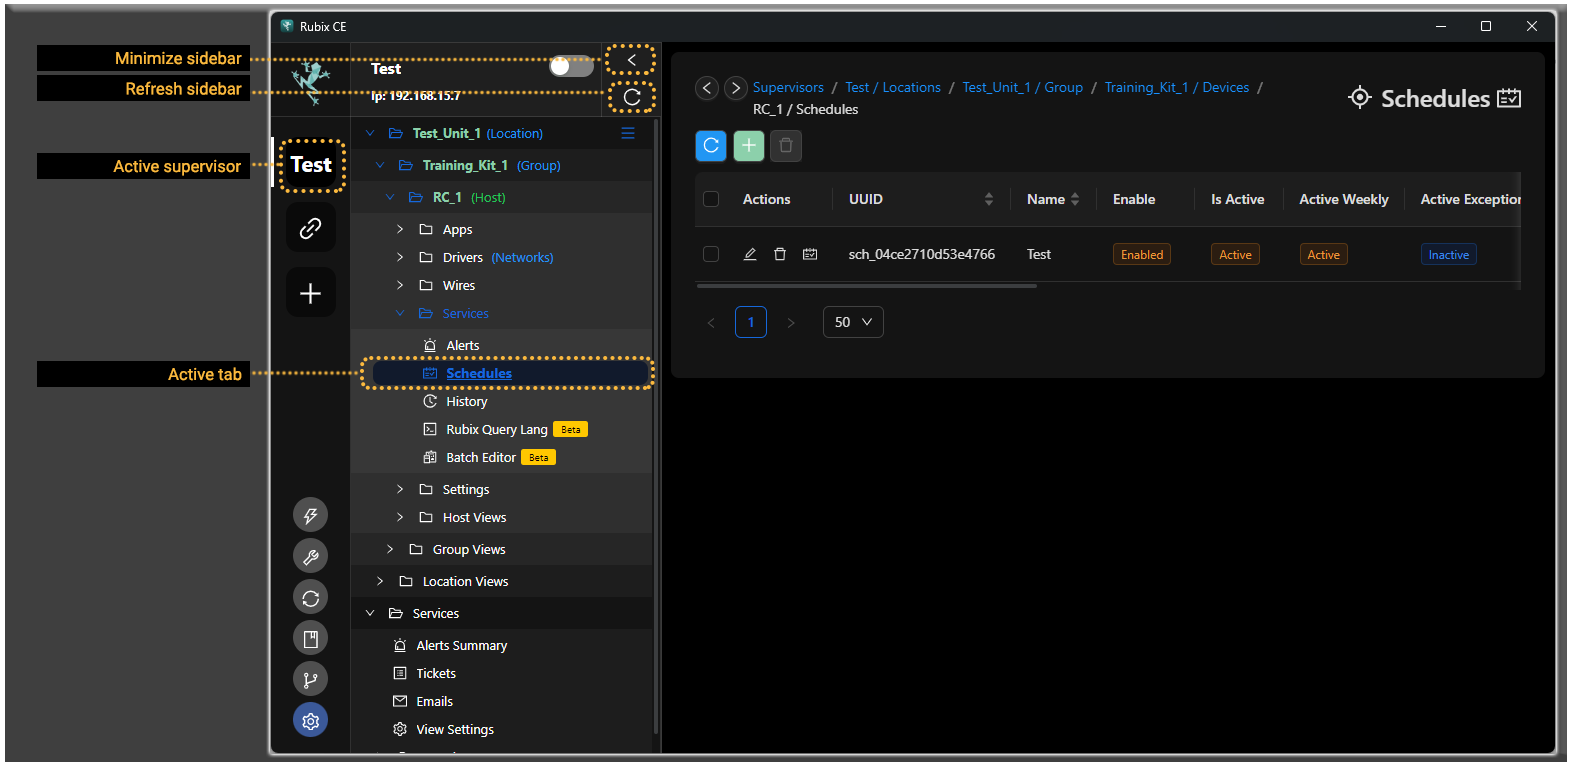 Rubix CE
Minimize sidebar
Refresh sidebar
Active supervisor
Active tab
Test
Ip: 192.168.15.7
Test
Test_Unit_1 (Location)
Training_Kit_1 (Group)
RC_1 (Host)
Apps
Drivers (Networks)
Wires
Services
Alerts
Schedules
History
Rubix Query Lang Beta
Batch Editor Beta
Settings
Host Views
Group Views
Location Views
Services
Alerts Summary
Tickets
Emails
View Settings
Supervisors / Test / Locations / Test_Unit_1 / Group / Training_Kit_1 / Devices /
RC_1 / Schedules
Schedules
Actions UUID Name Enable Is Active Active Weekly Active Exception
sch_04ce2710d53e4766 Test Enabled Active Active Inactive
1 50